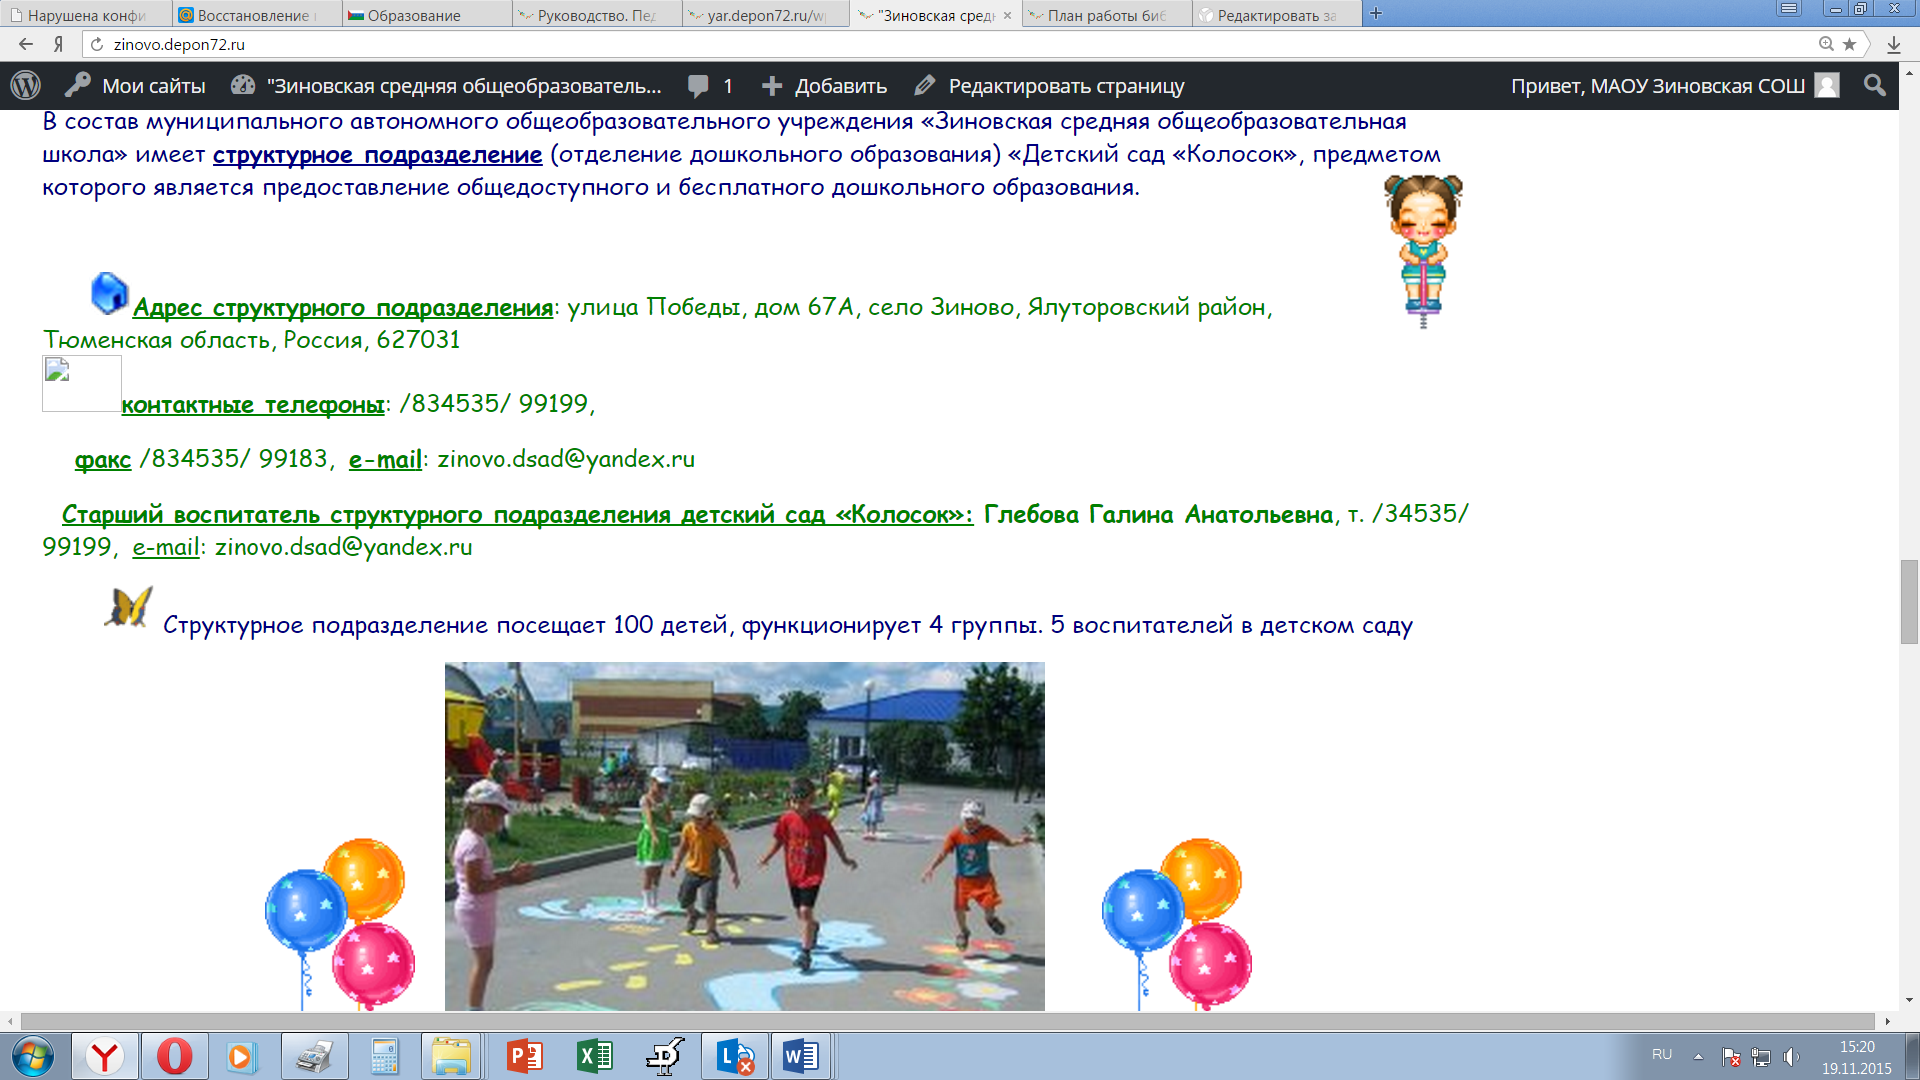 Нарушена конфи
Восстановление
Образование
Руководство. Пед
yar.depon72.ru/wp
"Зиновская средн
План работы биб
Редактировать за
zinovo.depon72.ru
Мои сайты
"Зиновская средняя общеобразователь...
1
Добавить
Редактировать страницу
Привет, МАОУ Зиновская СОШ
В состав муниципального автономного общеобразовательного учреждения «Зиновская средняя общеобразовательная
школа» имеет структурное подразделение (отделение дошкольного образования) «Детский сад «Колосок», предметом
которого является предоставление общедоступного и бесплатного дошкольного образования.
Адрес структурного подразделения: улица Победы, дом 67А, село Зиново, Ялуторовский район,
Тюменская область, Россия, 627031
контактные телефоны: /834535/ 99199,
факс /834535/ 99183, e-mail: zinovo.dsad@yandex.ru
Старший воспитатель структурного подразделения детский сад «Колосок»: Глебова Галина Анатольевна, т. /34535/
99199, e-mail: zinovo.dsad@yandex.ru
Структурное подразделение посещает 100 детей, функционирует 4 группы. 5 воспитателей в детском саду
RU
15:20
19.11.2015